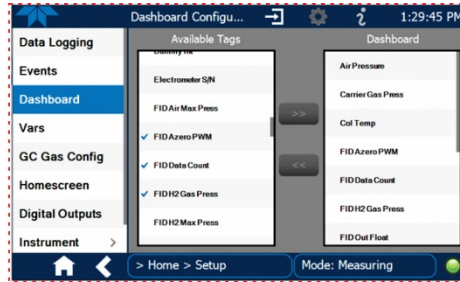 Dashboard Configu...
1:29:45 PM
Data Logging
Events
Dashboard
Vars
GC Gas Config
Homescreen
Digital Outputs
Instrument >
Available Tags
Electrometer S/N
FID Air Max Press
FID Azero PWM
FID Data Count
FID H2 Gas Press
FID H2 Max Press
>>
<<
Dashboard
Air Pressure
Carrier Gas Press
Col Temp
FID Azero PWM
FID Data Count
FID H2 Gas Press
FID Out Float
> Home > Setup
Mode: Measuring